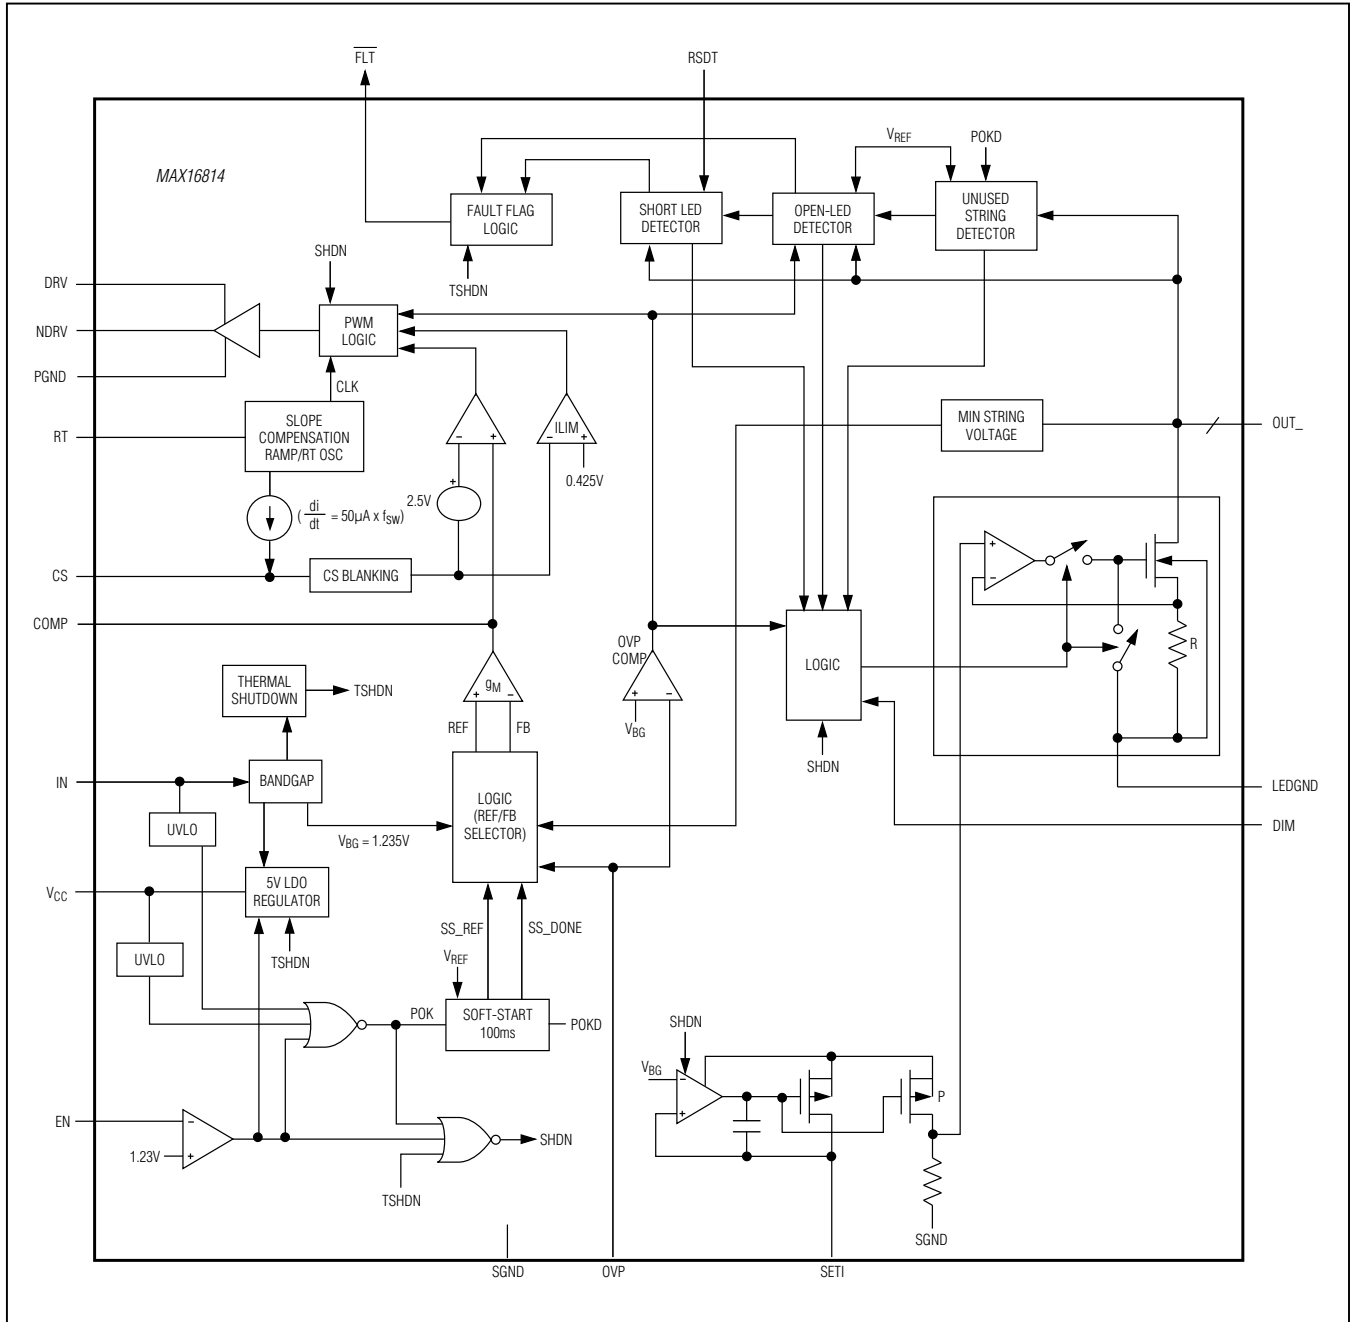 FLT
RSDT
MAX16814
VREF
POKD
FAULT FLAG
LOGIC
SHORT LED
DETECTOR
OPEN-LED
DETECTOR
UNUSED
STRING
DETECTOR
SHDN
TSHDN
DRV
NDRV
PGND
PWM
LOGIC
CLK
RT
SLOPE
COMPENSATION
RAMP/RT OSC
−
+
ILIM
−
+
0.425V
MIN STRING
VOLTAGE
OUT_
+
2.5V
( di/dt = 50µA x fSW)
CS
CS BLANKING
+
−
COMP
R
OVP
COMP
LOGIC
THERMAL
SHUTDOWN
TSHDN
gM
+
−
REF
FB
+
−
VBG
SHDN
IN
BANDGAP
LEDGND
UVLO
VBG = 1.235V
LOGIC
(REF/FB
SELECTOR)
DIM
VCC
5V LDO
REGULATOR
UVLO
TSHDN
SS_REF
SS_DONE
VREF
POK
SOFT-START
100ms
POKD
SHDN
VBG
−
+
P
EN
−
1.23V
+
SHDN
TSHDN
SGND
SGND
OVP
SETI